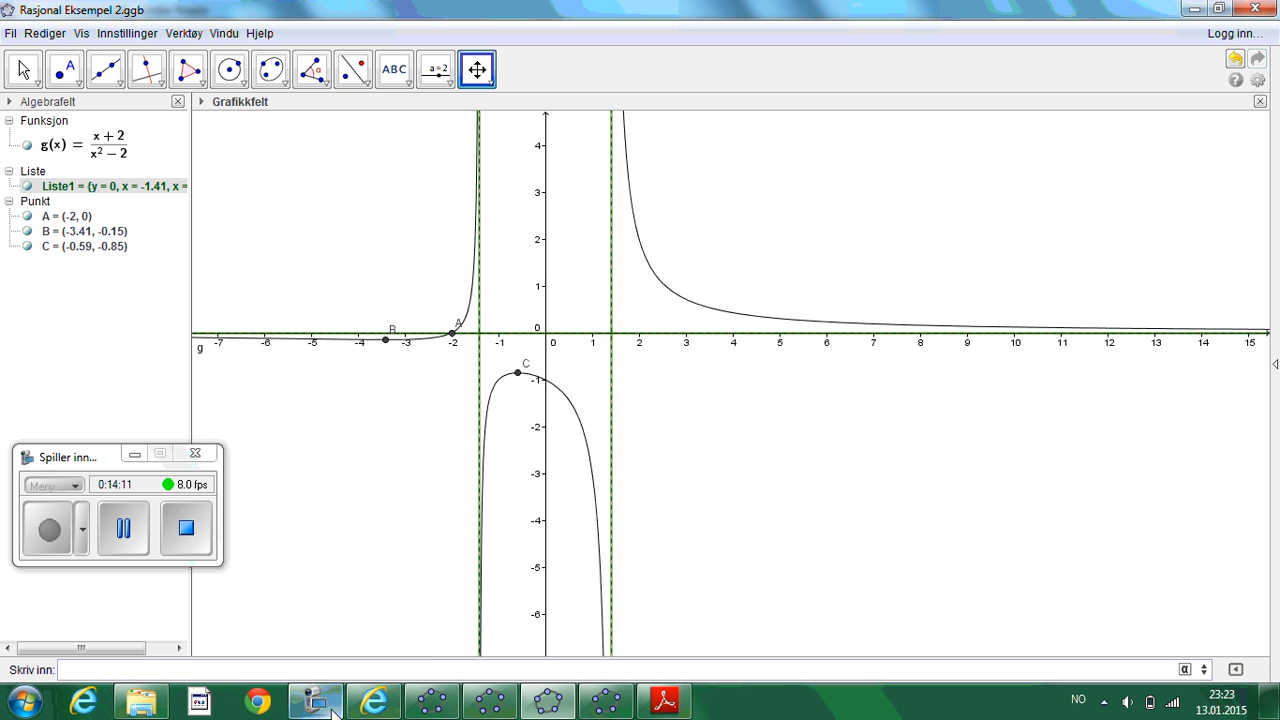 Rasjonal Eksempel 2.ggb
Fil Rediger Vis Innstillinger Verktøy Vindu Hjelp Logg inn...
A ABC a = 2
Algebrafelt
Grafikkfelt
Funksjon
g(x) = x + 2 / x² − 2
Liste
Liste1 = {y = 0, x = -1.41, x =
Punkt
A = (-2, 0)
B = (-3.41, -0.15)
C = (-0.59, -0.85)
4
3
2
1
0
B A
g -7 -6 -5 -4 -3 -2 -1 0 1 2 3 4 5 6 7 8 9 10 11 12 13 14 15
C
-1
-2
-3
-4
-5
-6
Spiller inn...
Meny 0:14:11 8.0 fps
Skriv inn: α
NO 23:23
13.01.2015